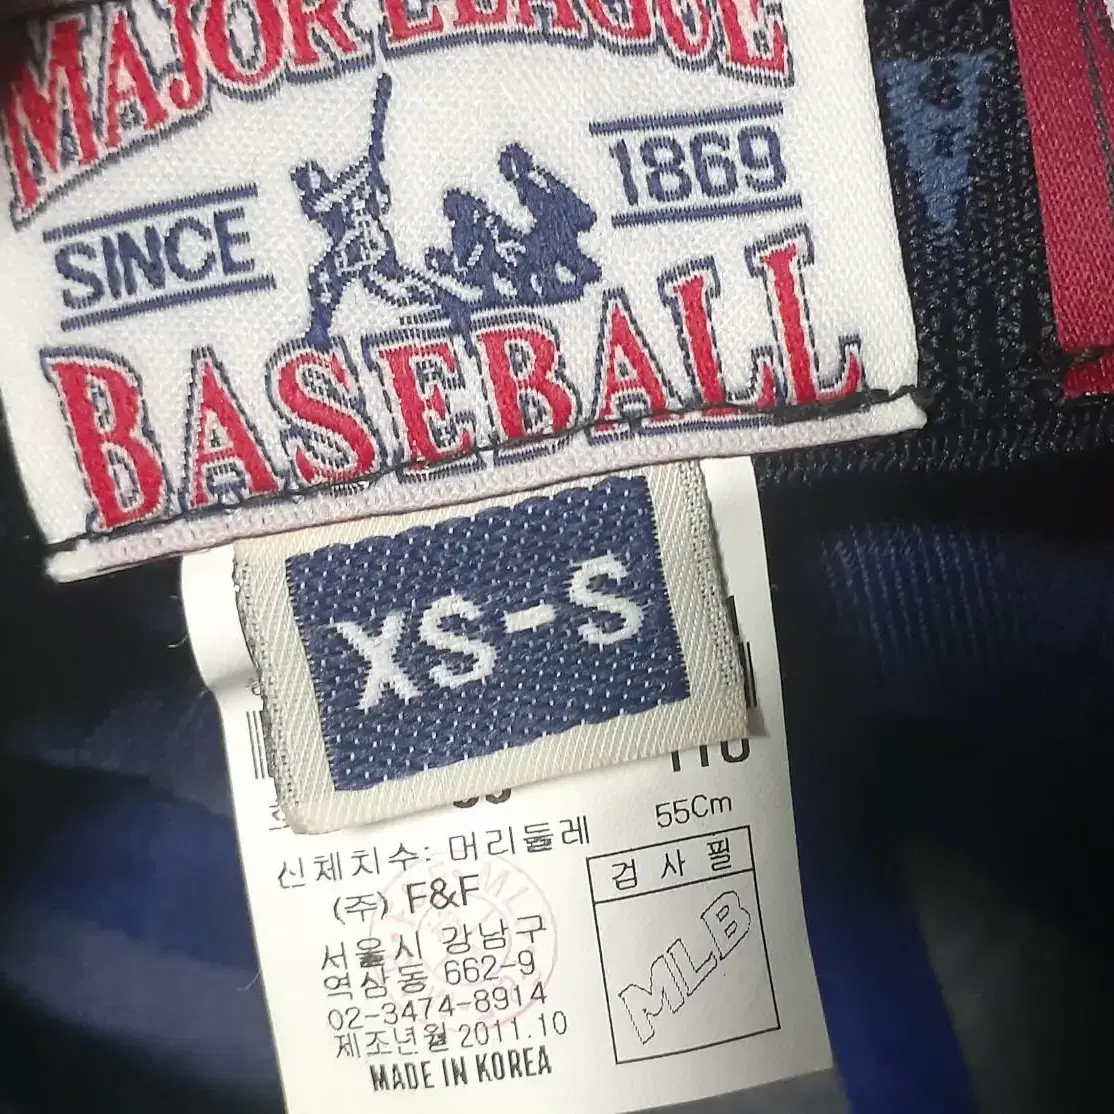 MAJOR LEAGUE
SINCE
1869
BASEBALL
XS-S
55Cm
신체치수: 머리둘레
검 사 필
(주) F&F
MLB
서울시 강남구
역삼동 662-9
02-3474-8914
제조년월 2011.10
MADE IN KOREA